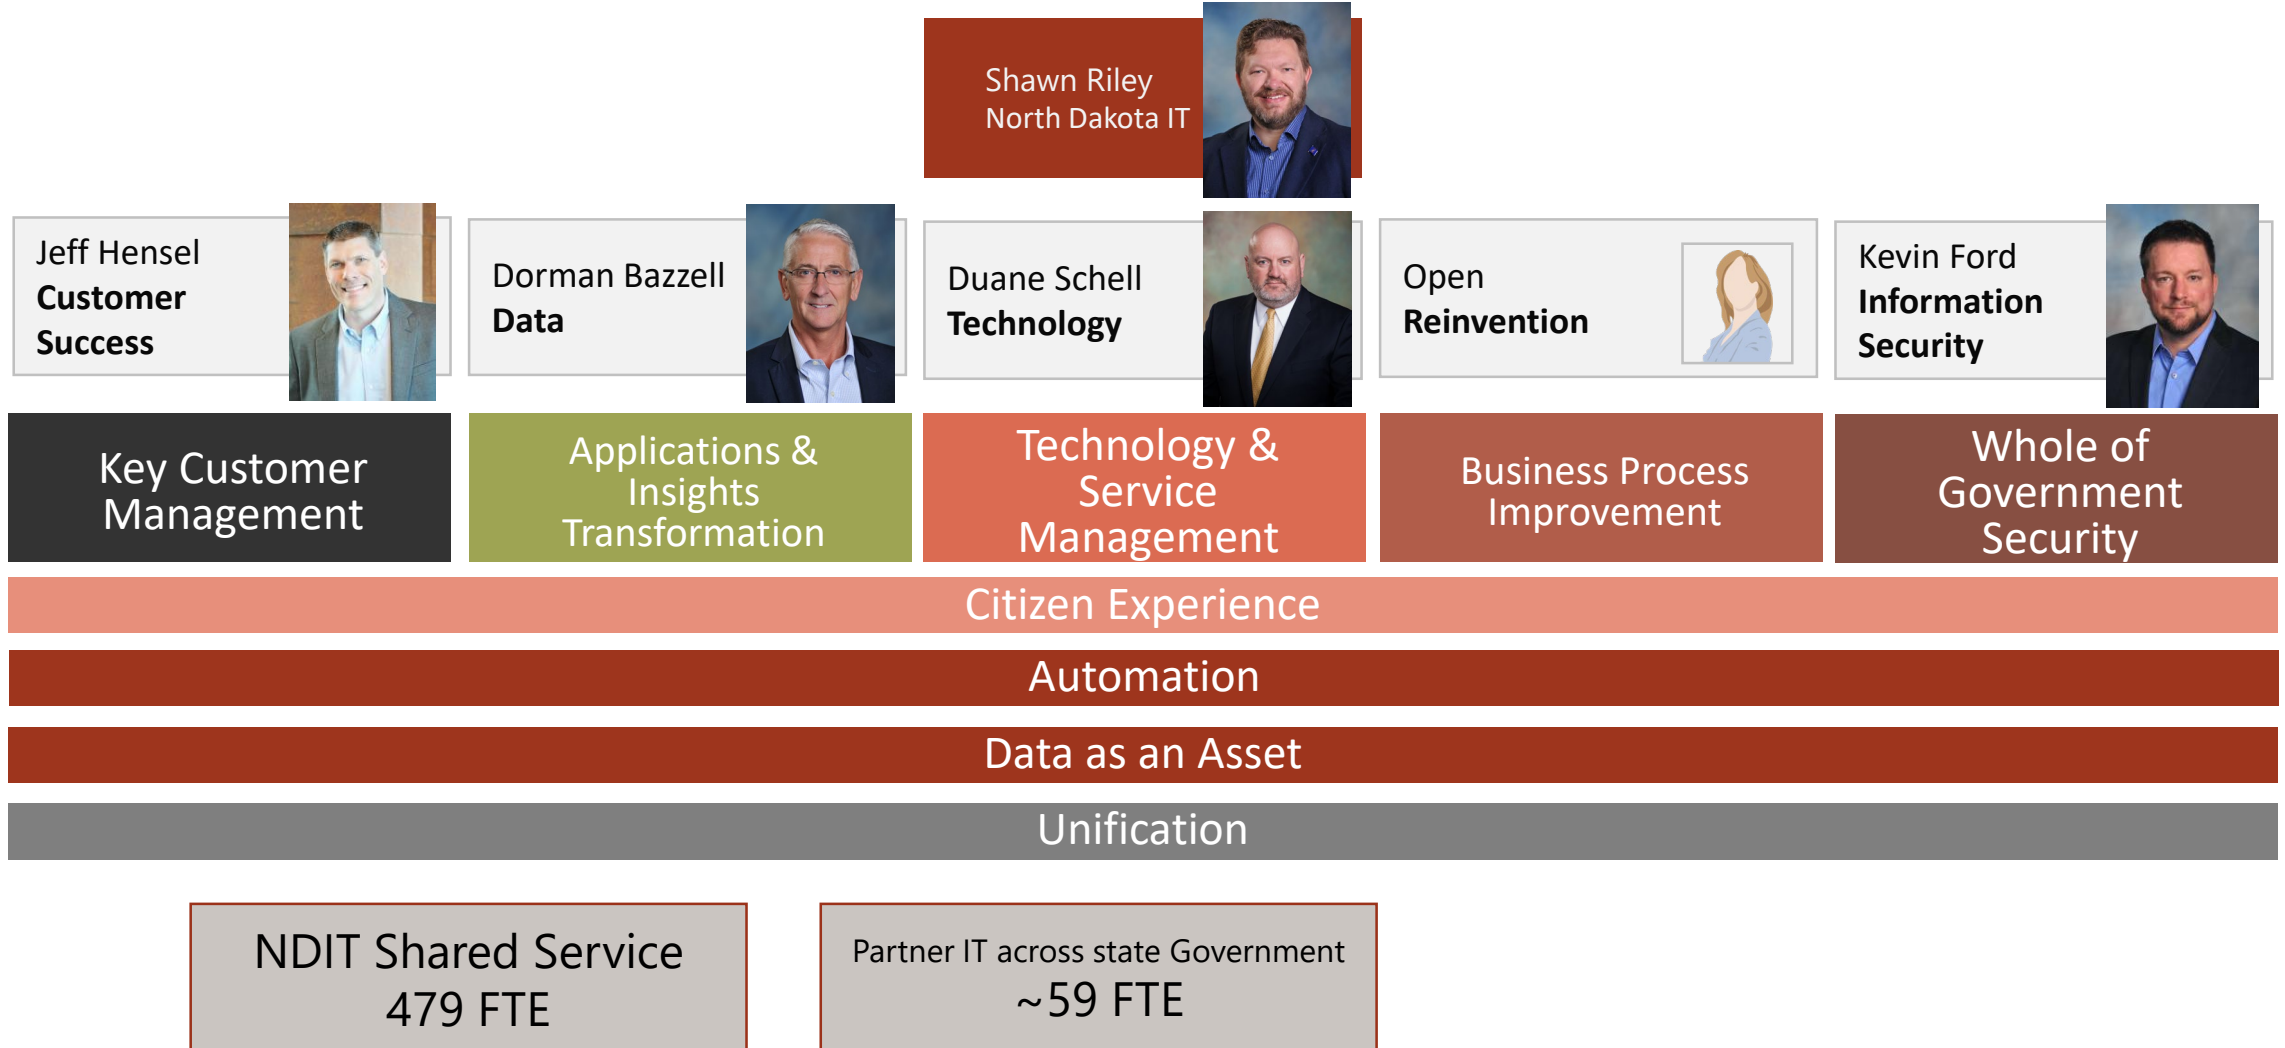 Shawn Riley
North Dakota IT
Jeff Hensel
Customer
Success
Dorman Bazzell
Data
Duane Schell
Technology
Open
Reinvention
Kevin Ford
Information
Security
Key Customer
Management
Applications &
Insights
Transformation
Technology &
Service
Management
Business Process
Improvement
Whole of
Government
Security
Citizen Experience
Automation
Data as an Asset
Unification
NDIT Shared Service
479 FTE
Partner IT across state Government
~59 FTE